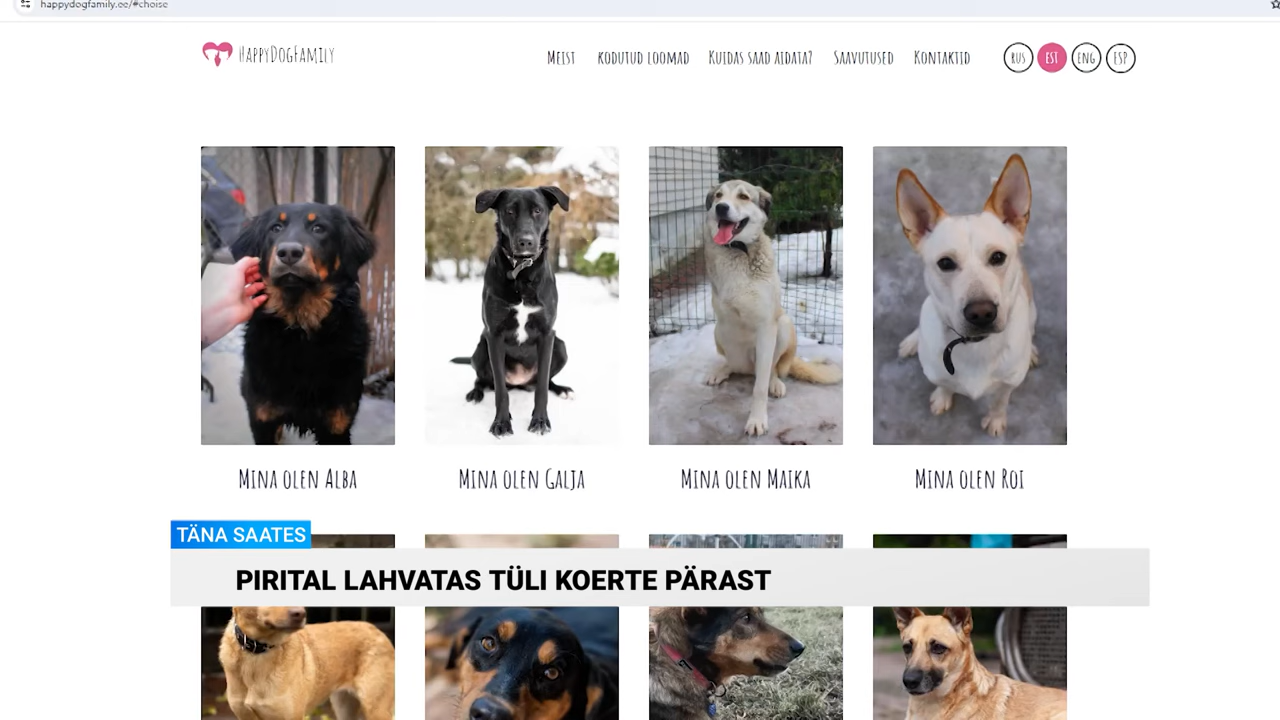 happydogfamily.ee/#choise
HappyDogFamily
Meist kodutud loomad Kuidas saad aidata? Saavutused Kontaktid RUS EST ENG ESP
Mina olen Alba Mina olen Galja Mina olen Maika Mina olen Roi
TÄNA SAATES
PIRITAL LAHVATAS TÜLI KOERTE PÄRAST